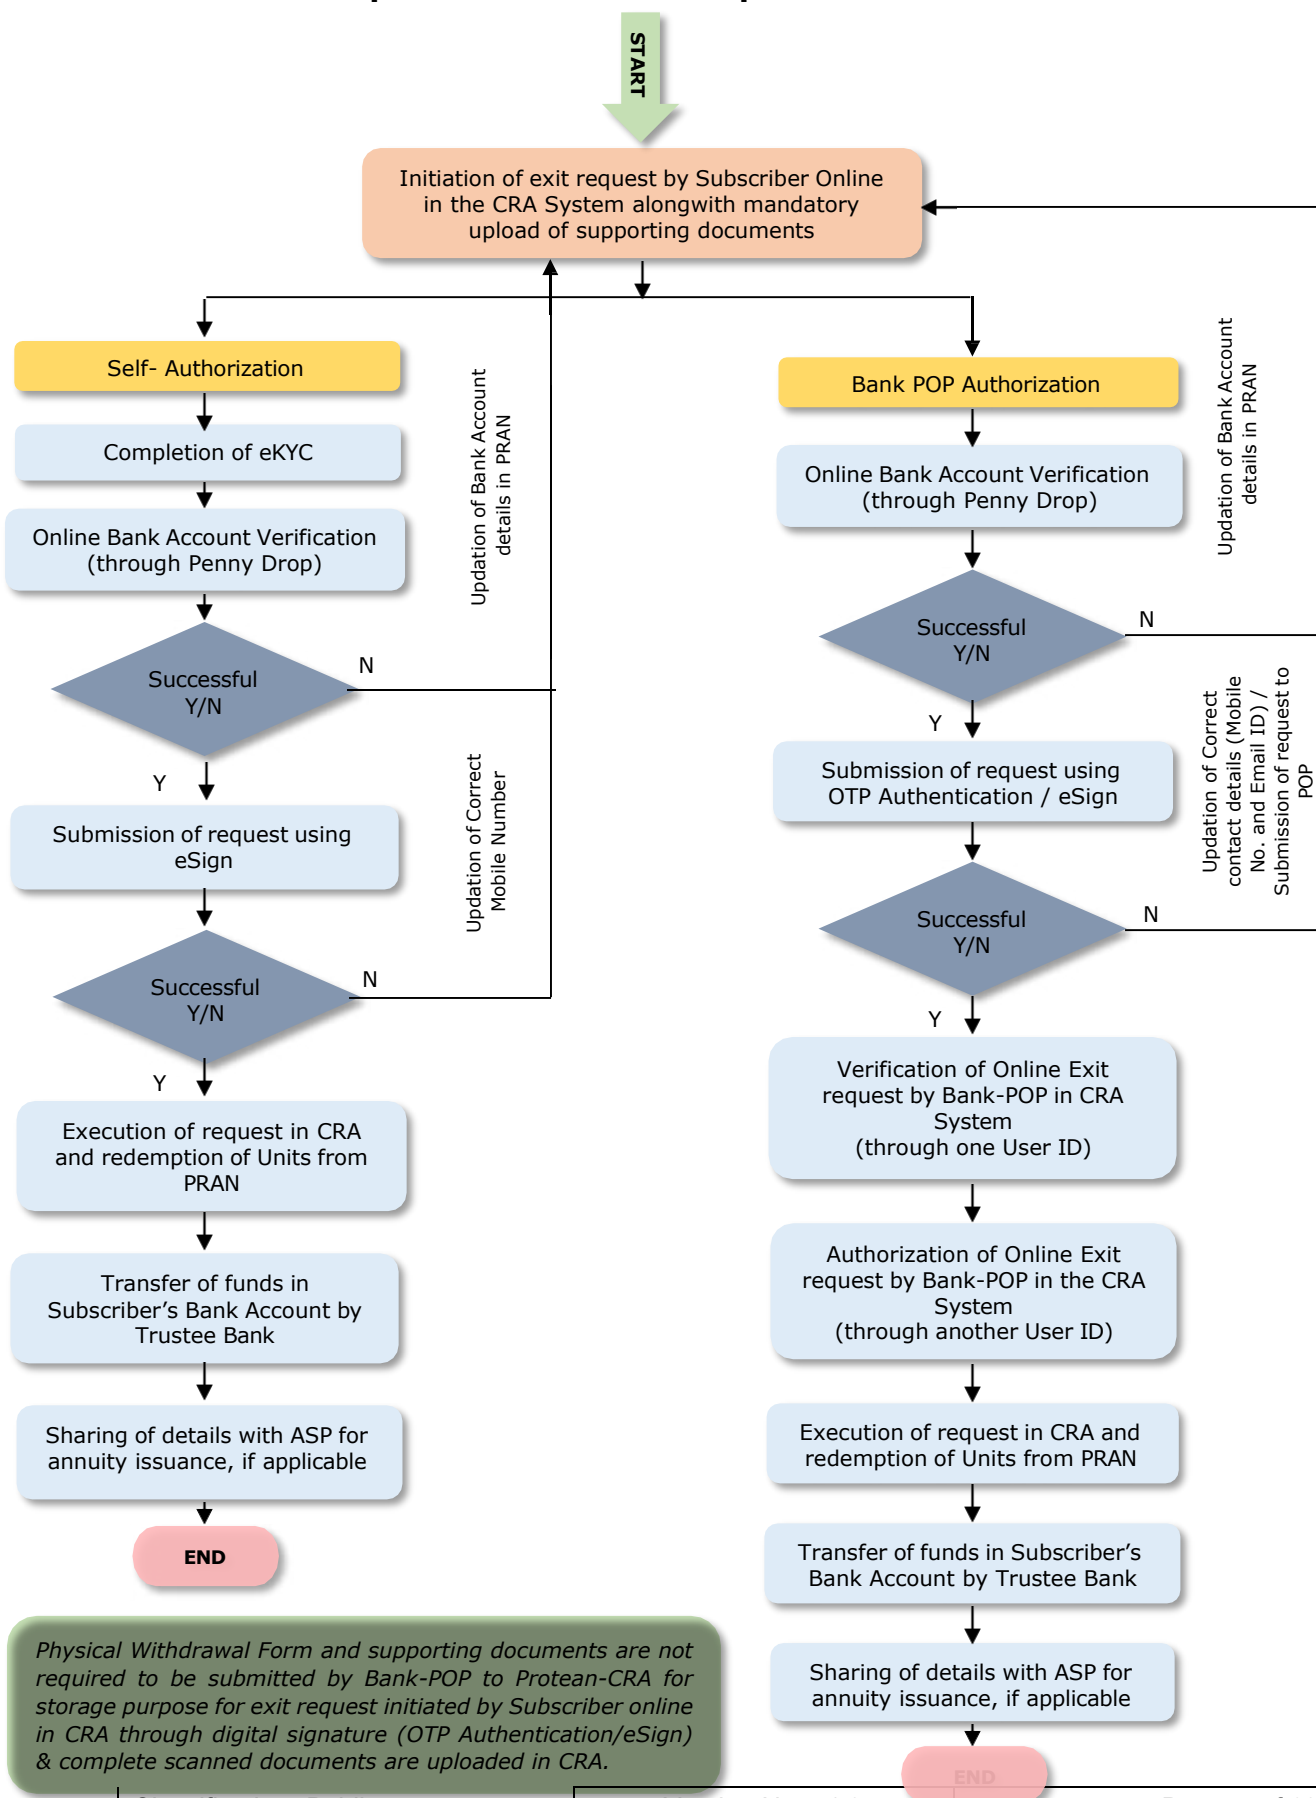 START
Initiation of exit request by Subscriber Online
in the CRA System alongwith mandatory
upload of supporting documents
Self- Authorization
Completion of eKYC
Online Bank Account Verification
(through Penny Drop)
Successful
Y/N
N
Updation of Bank Account
details in PRAN
Y
Submission of request using
eSign
Successful
Y/N
N
Updation of Correct
Mobile Number
Y
Execution of request in CRA
and redemption of Units from
PRAN
Transfer of funds in
Subscriber's Bank Account by
Trustee Bank
Sharing of details with ASP for
annuity issuance, if applicable
END
Bank POP Authorization
Online Bank Account Verification
(through Penny Drop)
Successful
Y/N
N
Updation of Bank Account
details in PRAN
Y
Submission of request using
OTP Authentication / eSign
Successful
Y/N
N
Updation of Correct
contact details (Mobile
No. and Email ID) /
Submission of request to
POP
Y
Verification of Online Exit
request by Bank-POP in CRA
System
(through one User ID)
Authorization of Online Exit
request by Bank-POP in the CRA
System
(through another User ID)
Execution of request in CRA and
redemption of Units from PRAN
Transfer of funds in Subscriber's
Bank Account by Trustee Bank
Sharing of details with ASP for
annuity issuance, if applicable
END
Physical Withdrawal Form and supporting documents are not
required to be submitted by Bank-POP to Protean-CRA for
storage purpose for exit request initiated by Subscriber online
in CRA through digital signature (OTP Authentication/eSign)
& complete scanned documents are uploaded in CRA.